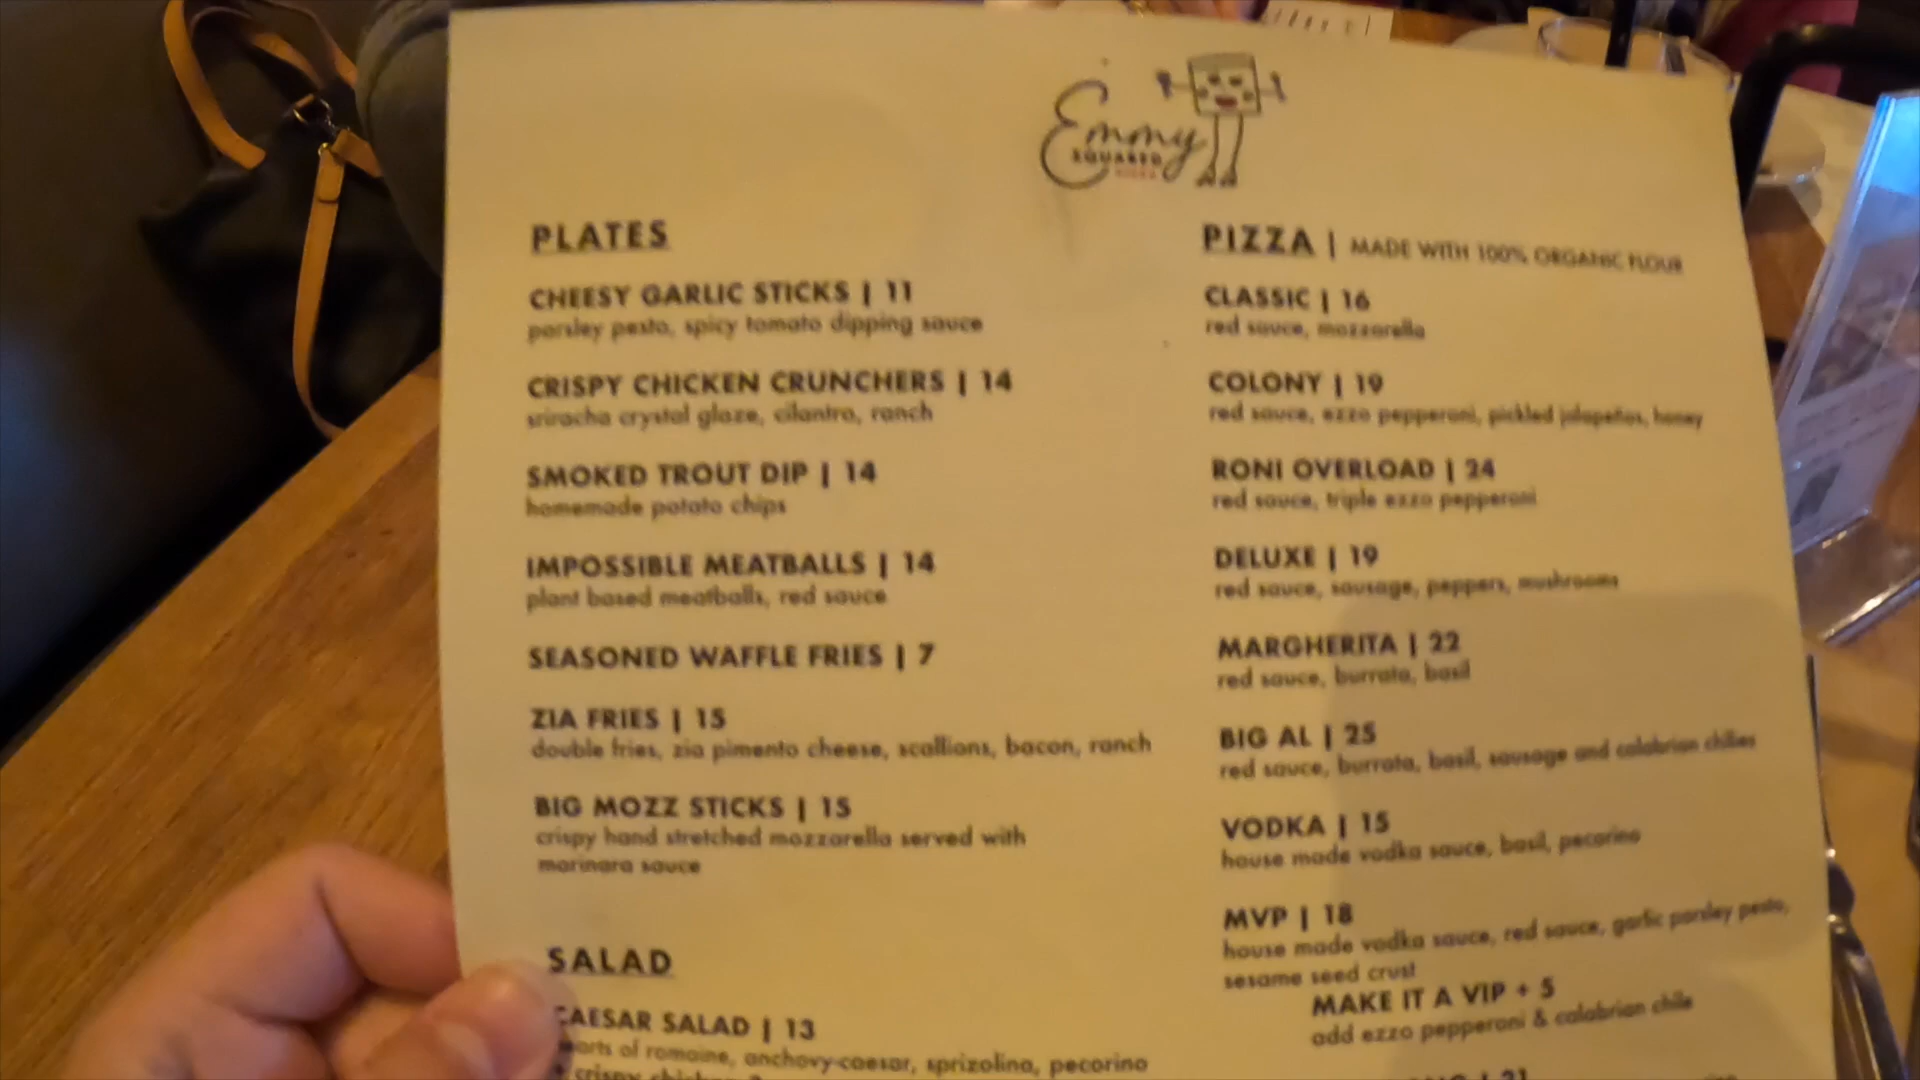 Emmy
SQUARED
PIZZA
PLATES
CHEESY GARLIC STICKS | 11
parsley pesto, spicy tomato dipping sauce
CRISPY CHICKEN CRUNCHERS | 14
sriracha crystal glaze, cilantro, ranch
SMOKED TROUT DIP | 14
homemade potato chips
IMPOSSIBLE MEATBALLS | 14
plant based meatballs, red sauce
SEASONED WAFFLE FRIES | 7
ZIA FRIES | 15
double fries, zia pimento cheese, scallions, bacon, ranch
BIG MOZZ STICKS | 15
crispy hand stretched mozzarella served with
marinara sauce
SALAD
CAESAR SALAD | 13
of romaine, anchovy-caesar, sprizolina, pecorino
crispy
PIZZA | MADE WITH 100% ORGANIC FLOUR
CLASSIC | 16
red sauce, mozzarella
COLONY | 19
red sauce, ezzo pepperoni, pickled jalapeños, honey
RONI OVERLOAD | 24
red sauce, triple ezzo pepperoni
DELUXE | 19
red sauce, sausage, peppers, mushrooms
MARGHERITA | 22
red sauce, burrata, basil
BIG AL | 25
red sauce, burrata, basil, sausage and calabrian chilies
VODKA | 15
house made vodka sauce, basil, pecorino
MVP | 18
house made vodka sauce, red sauce, garlic parsley pesto,
sesame seed crust
MAKE IT A VIP + 5
add ezzo pepperoni & calabrian chile
| 21